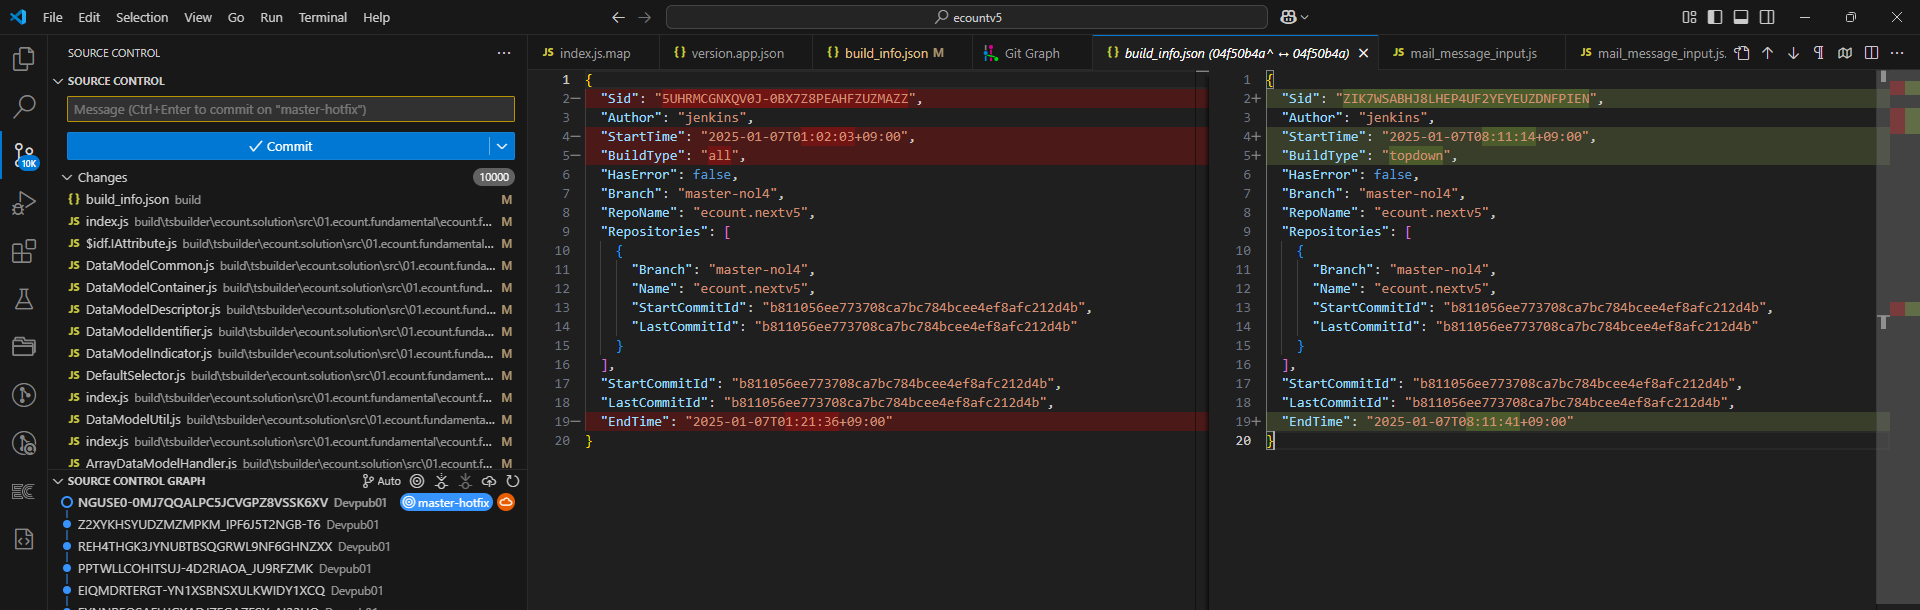 File Edit Selection View Go Run Terminal Help
ecountv5
SOURCE CONTROL
SOURCE CONTROL
Message (Ctrl+Enter to commit on "master-hotfix")
Commit
10K
Changes 10000
build_info.json build M
index.js build\tsbuilder\ecount.solution\src\01.ecount.fundamental\ecount.f... M
$idf.IAttribute.js build\tsbuilder\ecount.solution\src\01.ecount.fundamental... M
DataModelCommon.js build\tsbuilder\ecount.solution\src\01.ecount.funda... M
DataModelContainer.js build\tsbuilder\ecount.solution\src\01.ecount.fund... M
DataModelDescriptor.js build\tsbuilder\ecount.solution\src\01.ecount.fun... M
DataModelIdentifier.js build\tsbuilder\ecount.solution\src\01.ecount.fund... M
DataModelIndicator.js build\tsbuilder\ecount.solution\src\01.ecount.fund... M
DefaultSelector.js build\tsbuilder\ecount.solution\src\01.ecount.fundament... M
index.js build\tsbuilder\ecount.solution\src\01.ecount.fundamental\ecount.f... M
DataModelUtil.js build\tsbuilder\ecount.solution\src\01.ecount.fundament... M
index.js build\tsbuilder\ecount.solution\src\01.ecount.fundamental\ecount.f... M
ArrayDataModelHandler.js build\tsbuilder\ecount.solution\src\01.ecount.f... M
SOURCE CONTROL GRAPH Auto
NGUSE0-0MJ7QQALPC5JCVGPZ8VSSK6XV Devpub01 master-hotfix
Z2XYKHSYUDZMZMPKM_IPF6J5T2NGB-T6 Devpub01
REH4THGK3JYNUBTBSQGRWL9NF6GHNZXX Devpub01
PPTWLLCOHITSUJ-4D2RIAOA_JU9RFZMK Devpub01
EIQMDRTERGT-YN1XSBNSXULKWIDY1XCQ Devpub01
JS index.js.map {} version.app.json {} build_info.json M Git Graph {} build_info.json (04f50b4a^ ↔ 04f50b4a) JS mail_message_input.js JS mail_message_input.js.
1 {
2— "Sid": "5UHRMCGNXQV0J-0BX7Z8PEAHFZUZMAZZ",
3 "Author": "jenkins",
4— "StartTime": "2025-01-07T01:02:03+09:00",
5— "BuildType": "all",
6 "HasError": false,
7 "Branch": "master-nol4",
8 "RepoName": "ecount.nextv5",
9 "Repositories": [
10 {
11 "Branch": "master-nol4",
12 "Name": "ecount.nextv5",
13 "StartCommitId": "b811056ee773708ca7bc784bcee4ef8afc212d4b",
14 "LastCommitId": "b811056ee773708ca7bc784bcee4ef8afc212d4b"
15 }
16 ],
17 "StartCommitId": "b811056ee773708ca7bc784bcee4ef8afc212d4b",
18 "LastCommitId": "b811056ee773708ca7bc784bcee4ef8afc212d4b",
19— "EndTime": "2025-01-07T01:21:36+09:00"
20 }
1 {
2+ "Sid": "ZIK7WSABHJ8LHEP4UF2YEYEUZDNFPIEN",
3 "Author": "jenkins",
4+ "StartTime": "2025-01-07T08:11:14+09:00",
5+ "BuildType": "topdown",
6 "HasError": false,
7 "Branch": "master-nol4",
8 "RepoName": "ecount.nextv5",
9 "Repositories": [
10 {
11 "Branch": "master-nol4",
12 "Name": "ecount.nextv5",
13 "StartCommitId": "b811056ee773708ca7bc784bcee4ef8afc212d4b",
14 "LastCommitId": "b811056ee773708ca7bc784bcee4ef8afc212d4b"
15 }
16 ],
17 "StartCommitId": "b811056ee773708ca7bc784bcee4ef8afc212d4b",
18 "LastCommitId": "b811056ee773708ca7bc784bcee4ef8afc212d4b",
19+ "EndTime": "2025-01-07T08:11:41+09:00"
20 }